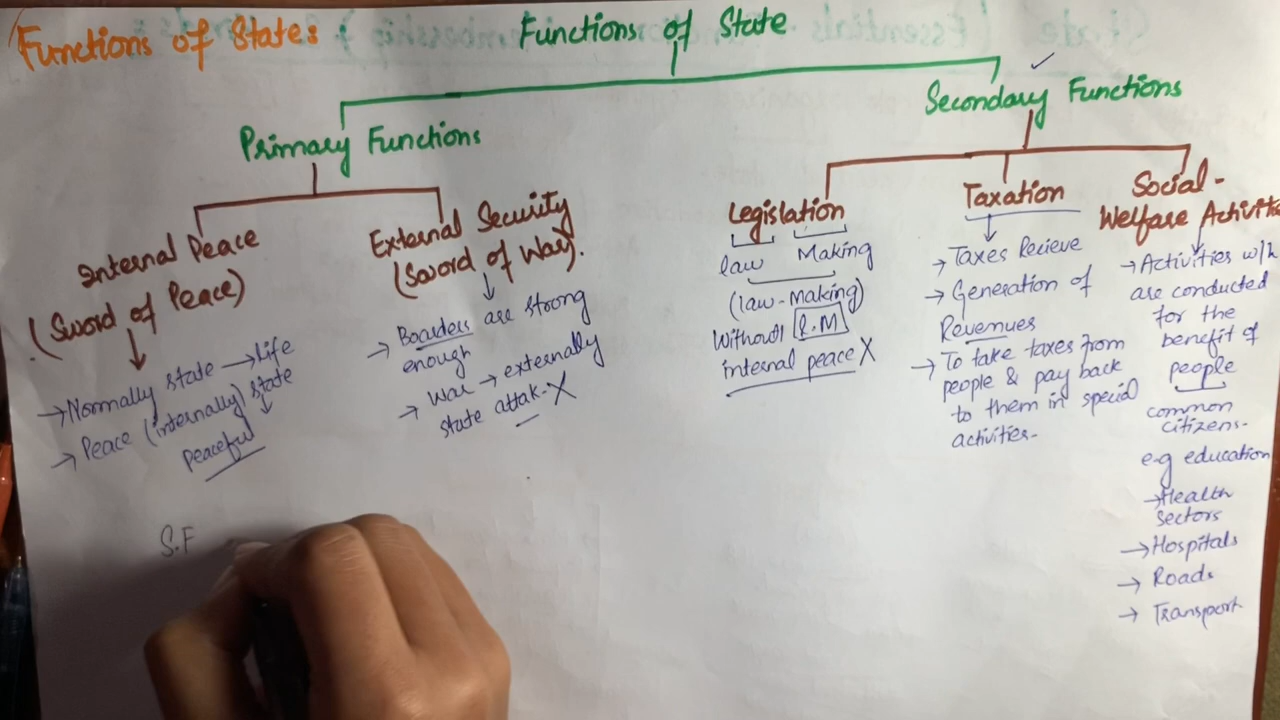 Functions of States:
Functions of State
Primary Functions
Secondary Functions
Internal Peace
(Sword of Peace)
→Normally state →Life
→Peace (internally) state
peaceful
External Security
(Sword of War).
→ Boarders are strong
enough
→ War → externally
state attak. X
Legislation
law Making
(law-making)
Without L.M
internal peace X
Taxation
→ Taxes Recieve
→ Generation of
Revenues
→ To take taxes from
people & pay back
to them in special
activities-
Social-
Welfare Activiti
→Activities w/h
are conducted
for the
benefit of
people
common
citizens-
e-g education
→Health
sectors
→Hospitals
→ Roads
→ Transport
S.F